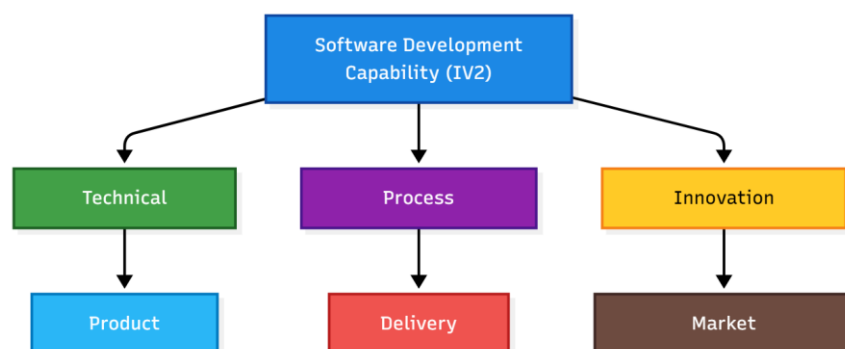 Software Development
Capability (IV2)
Technical
Process
Innovation
Product
Delivery
Market